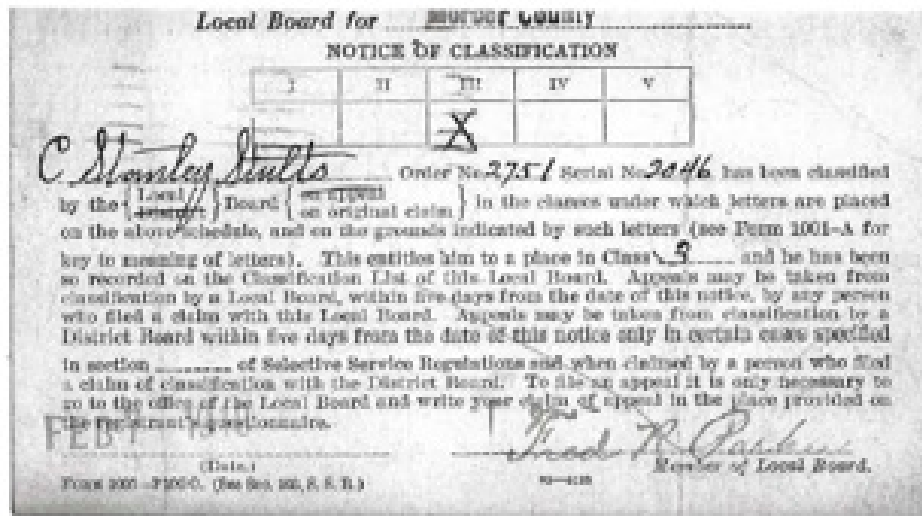 Local Board for Mercer County
NOTICE OF CLASSIFICATION
I II III IV V
X
C Stanley Stults Order No. 2751 Serial No. 2046 has been classified
by the { Local District } Board { on appeal on original claim } in the classes under which letters are placed
on the above schedule, and on the grounds indicated by such letters (see Form 1001-A for
key to meaning of letters). This entitles him to a place in Class and he has been
so recorded on the Classification List of this Local Board. Appeals may be taken from
classification by a Local Board, within five days from the date of this notice, by any person
who filed a claim with this Local Board. Appeals may be taken from classification by a
District Board within five days from the date of this notice only in certain cases specified
in section ........ of Selective Service Regulations and when claimed by a person who filed
a claim of classification with the District Board. To file an appeal it is only necessary to
go to the office of the Local Board and write your claim of appeal in the place provided on
the registrant's questionnaire.
FEB
Fred R. Parker
(Date.) Member of Local Board.
Form (See Sec. S. S. R.)